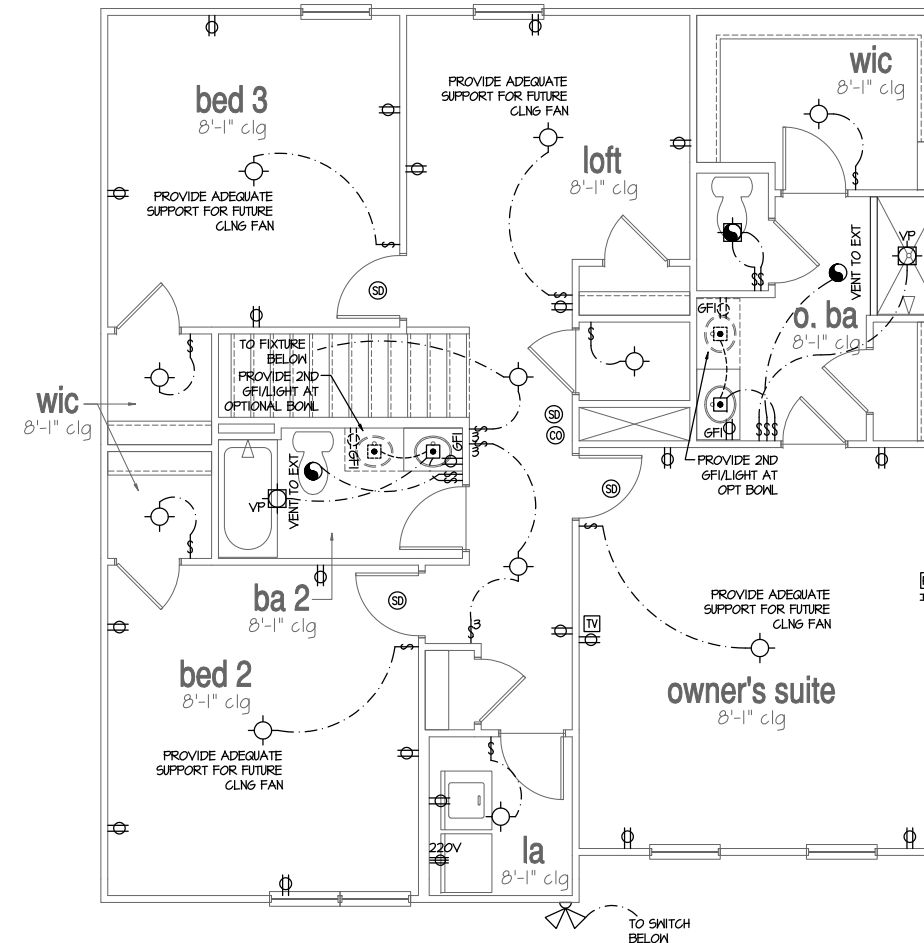 bed 3
8'-1" clg
PROVIDE ADEQUATE
SUPPORT FOR FUTURE
CLNG FAN
PROVIDE ADEQUATE
SUPPORT FOR FUTURE
CLNG FAN
loft
8'-1" clg
wic
8'-1" clg
S
S
S
SD
SS
VENT TO EXT
VP
GFI
o. ba
8'-1" clg
GFI
SSS
PROVIDE 2ND
GFI/LIGHT AT
OPT BOWL
TO FIXTURE
BELOW
PROVIDE 2ND
GFI/LIGHT AT
OPTIONAL BOWL
S
S
SD
CO
wic
8'-1" clg
GFI
GFI
3
3
S
S
SS
VENT TO EXT
VP
S
SD
S
ba 2
8'-1" clg
SD
S
3
S
TV
bed 2
8'-1" clg
PROVIDE ADEQUATE
SUPPORT FOR FUTURE
CLNG FAN
PROVIDE ADEQUATE
SUPPORT FOR FUTURE
CLNG FAN
owner's suite
8'-1" clg
S
220V
la
8'-1" clg
TO SWITCH
BELOW